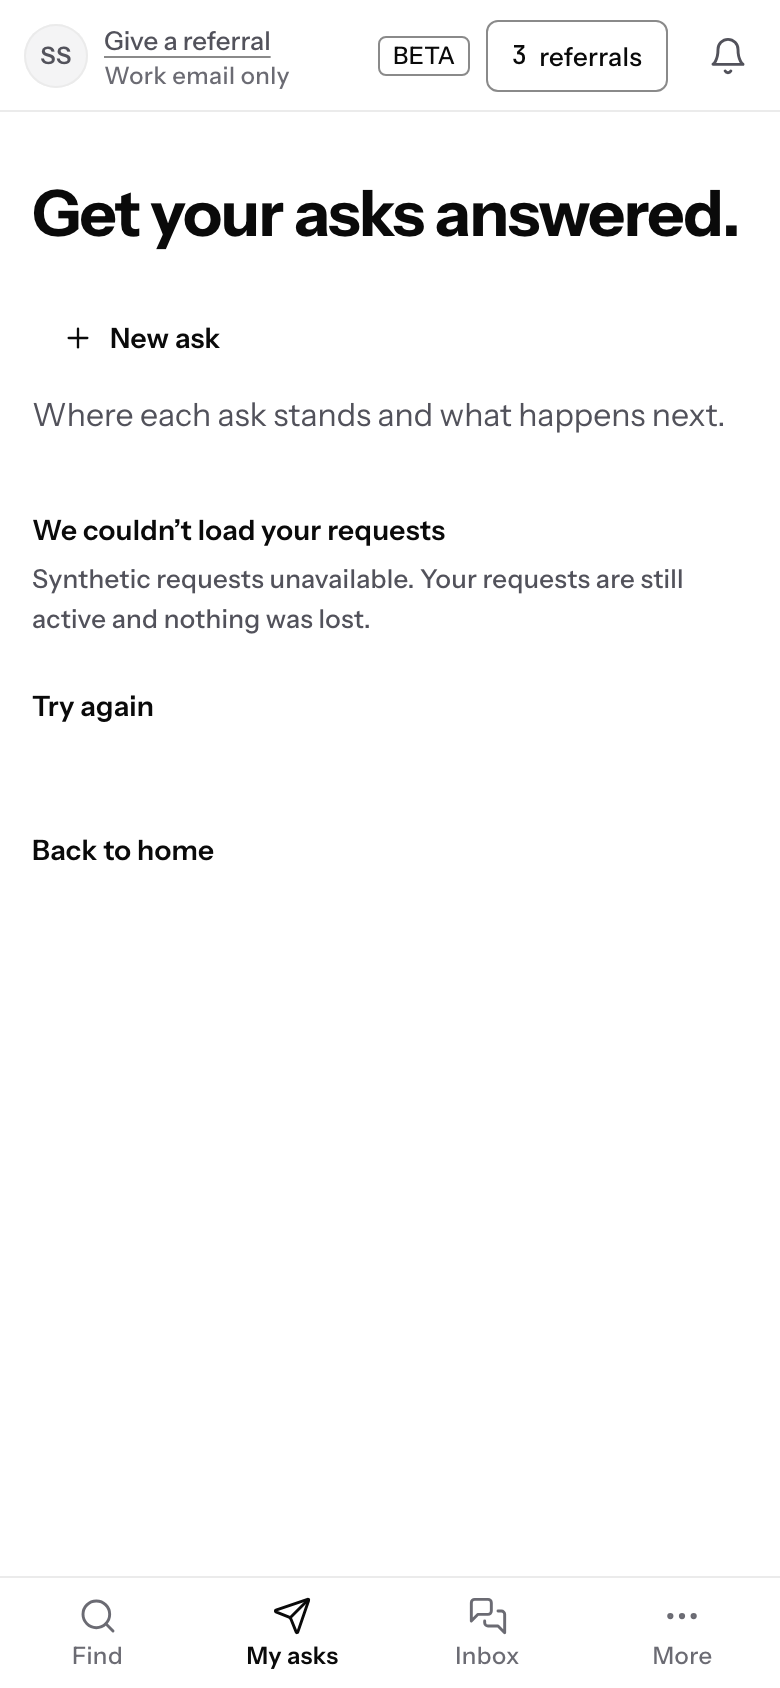 SS
Give a referral
Work email only
BETA
3 referrals
Get your asks answered.
New ask
Where each ask stands and what happens next.
We couldn’t load your requests
Synthetic requests unavailable. Your requests are still
active and nothing was lost.
Try again
Back to home
Find
My asks
Inbox
More